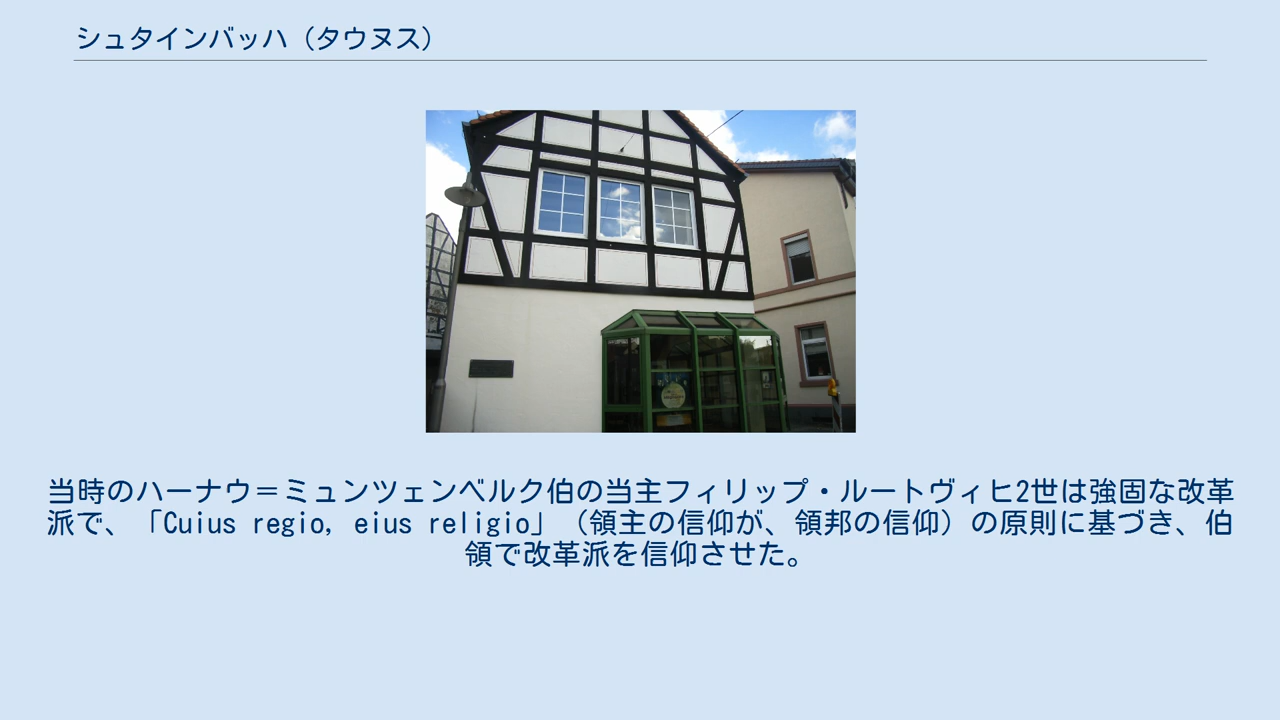 シュタインバッハ（タウヌス）
当時のハーナウ＝ミュンツェンベルク伯の当主フィリップ・ルートヴィヒ2世は強固な改革
派で、「Cuius regio, eius religio」（領主の信仰が、領邦の信仰）の原則に基づき、伯
領で改革派を信仰させた。